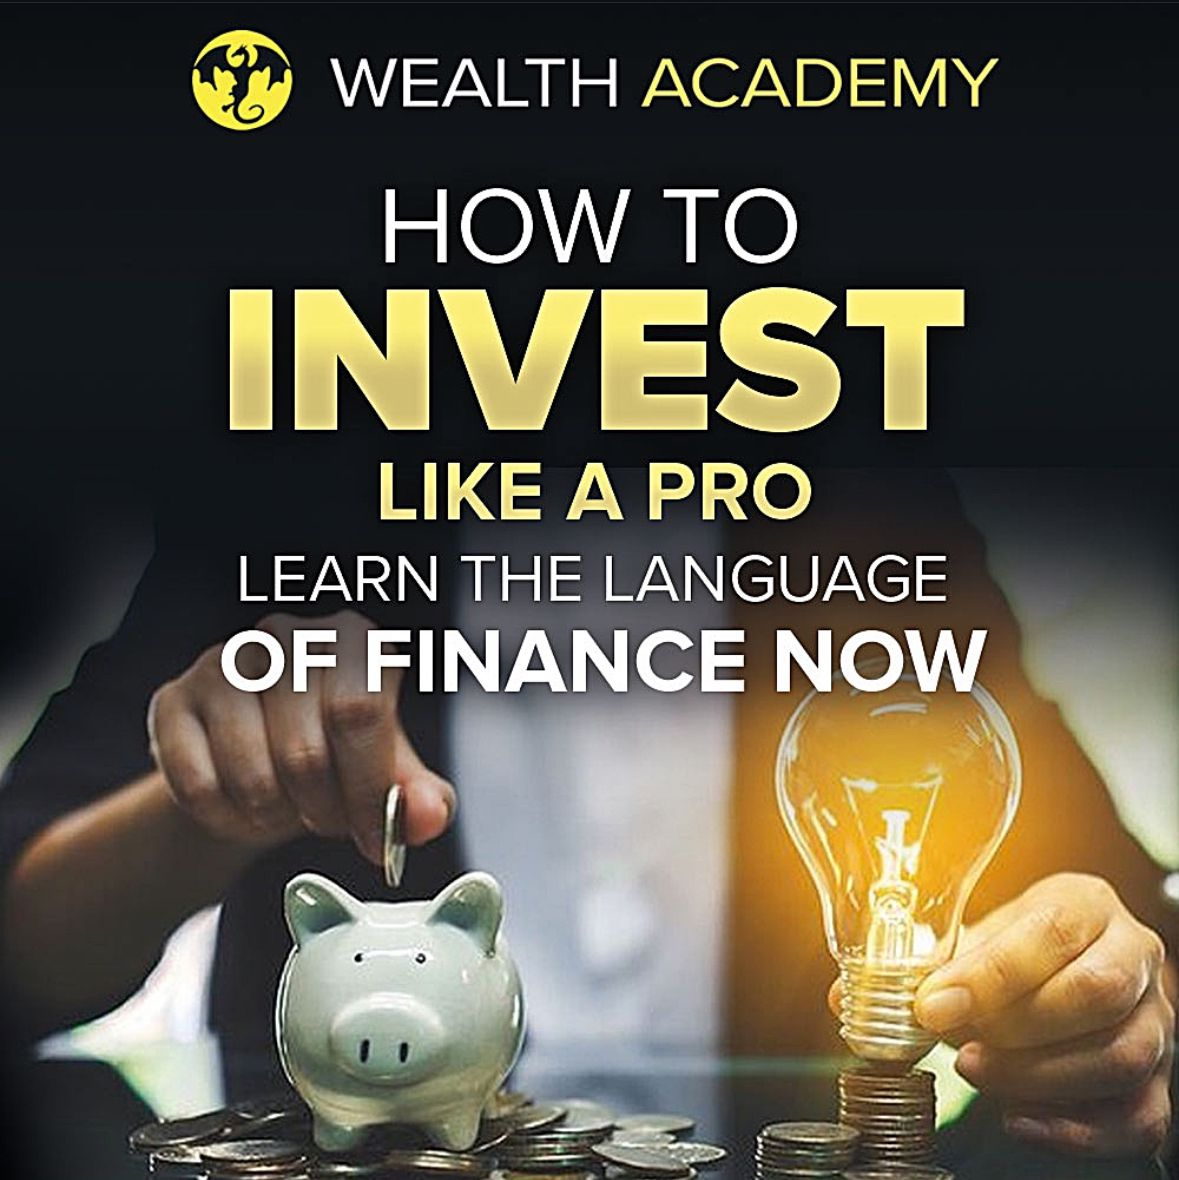 WEALTH ACADEMY
HOW TO
INVEST
LIKE A PRO
LEARN THE LANGUAGE
OF FINANCE NOW